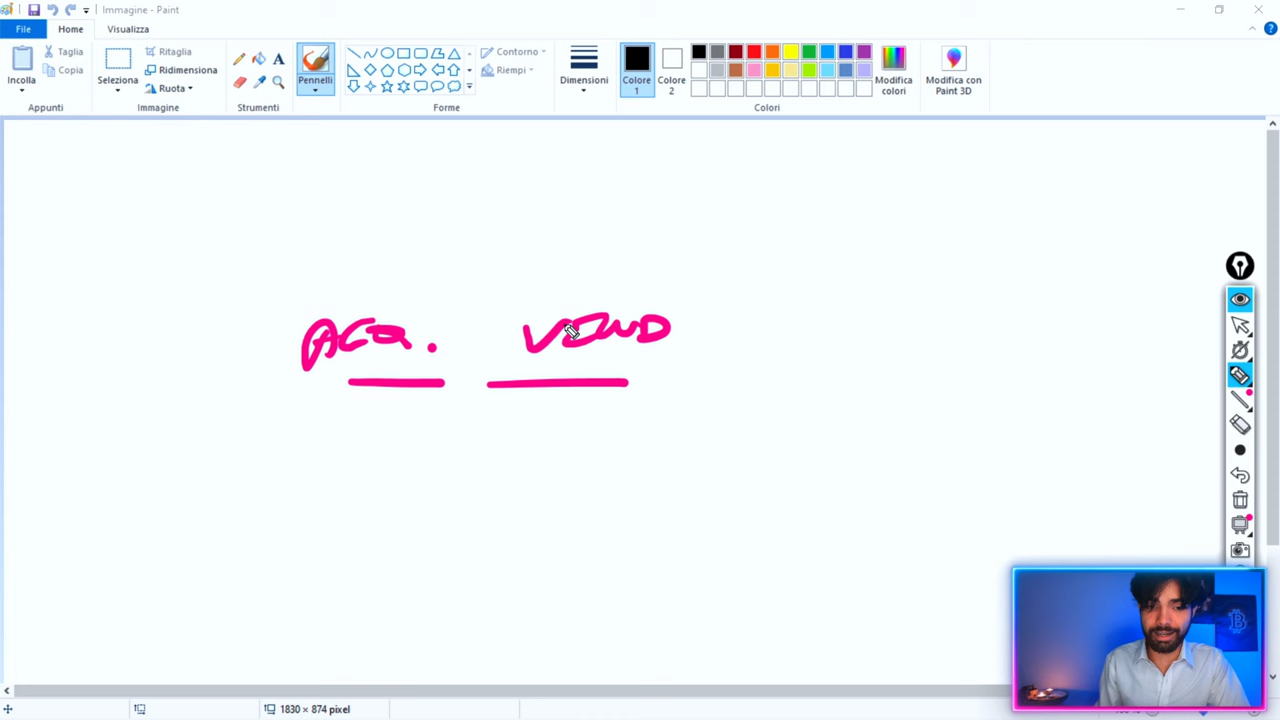 Immagine - Paint
File Home Visualizza
Incolla Taglia Copia Seleziona Ritaglia Ridimensiona Ruota Pennelli Contorno Riempi Dimensioni Colore 1 Colore 2 Modifica colori Modifica con Paint 3D
Appunti Immagine Strumenti Forme Colori
ACQ. VEND
1830 × 874 pixel